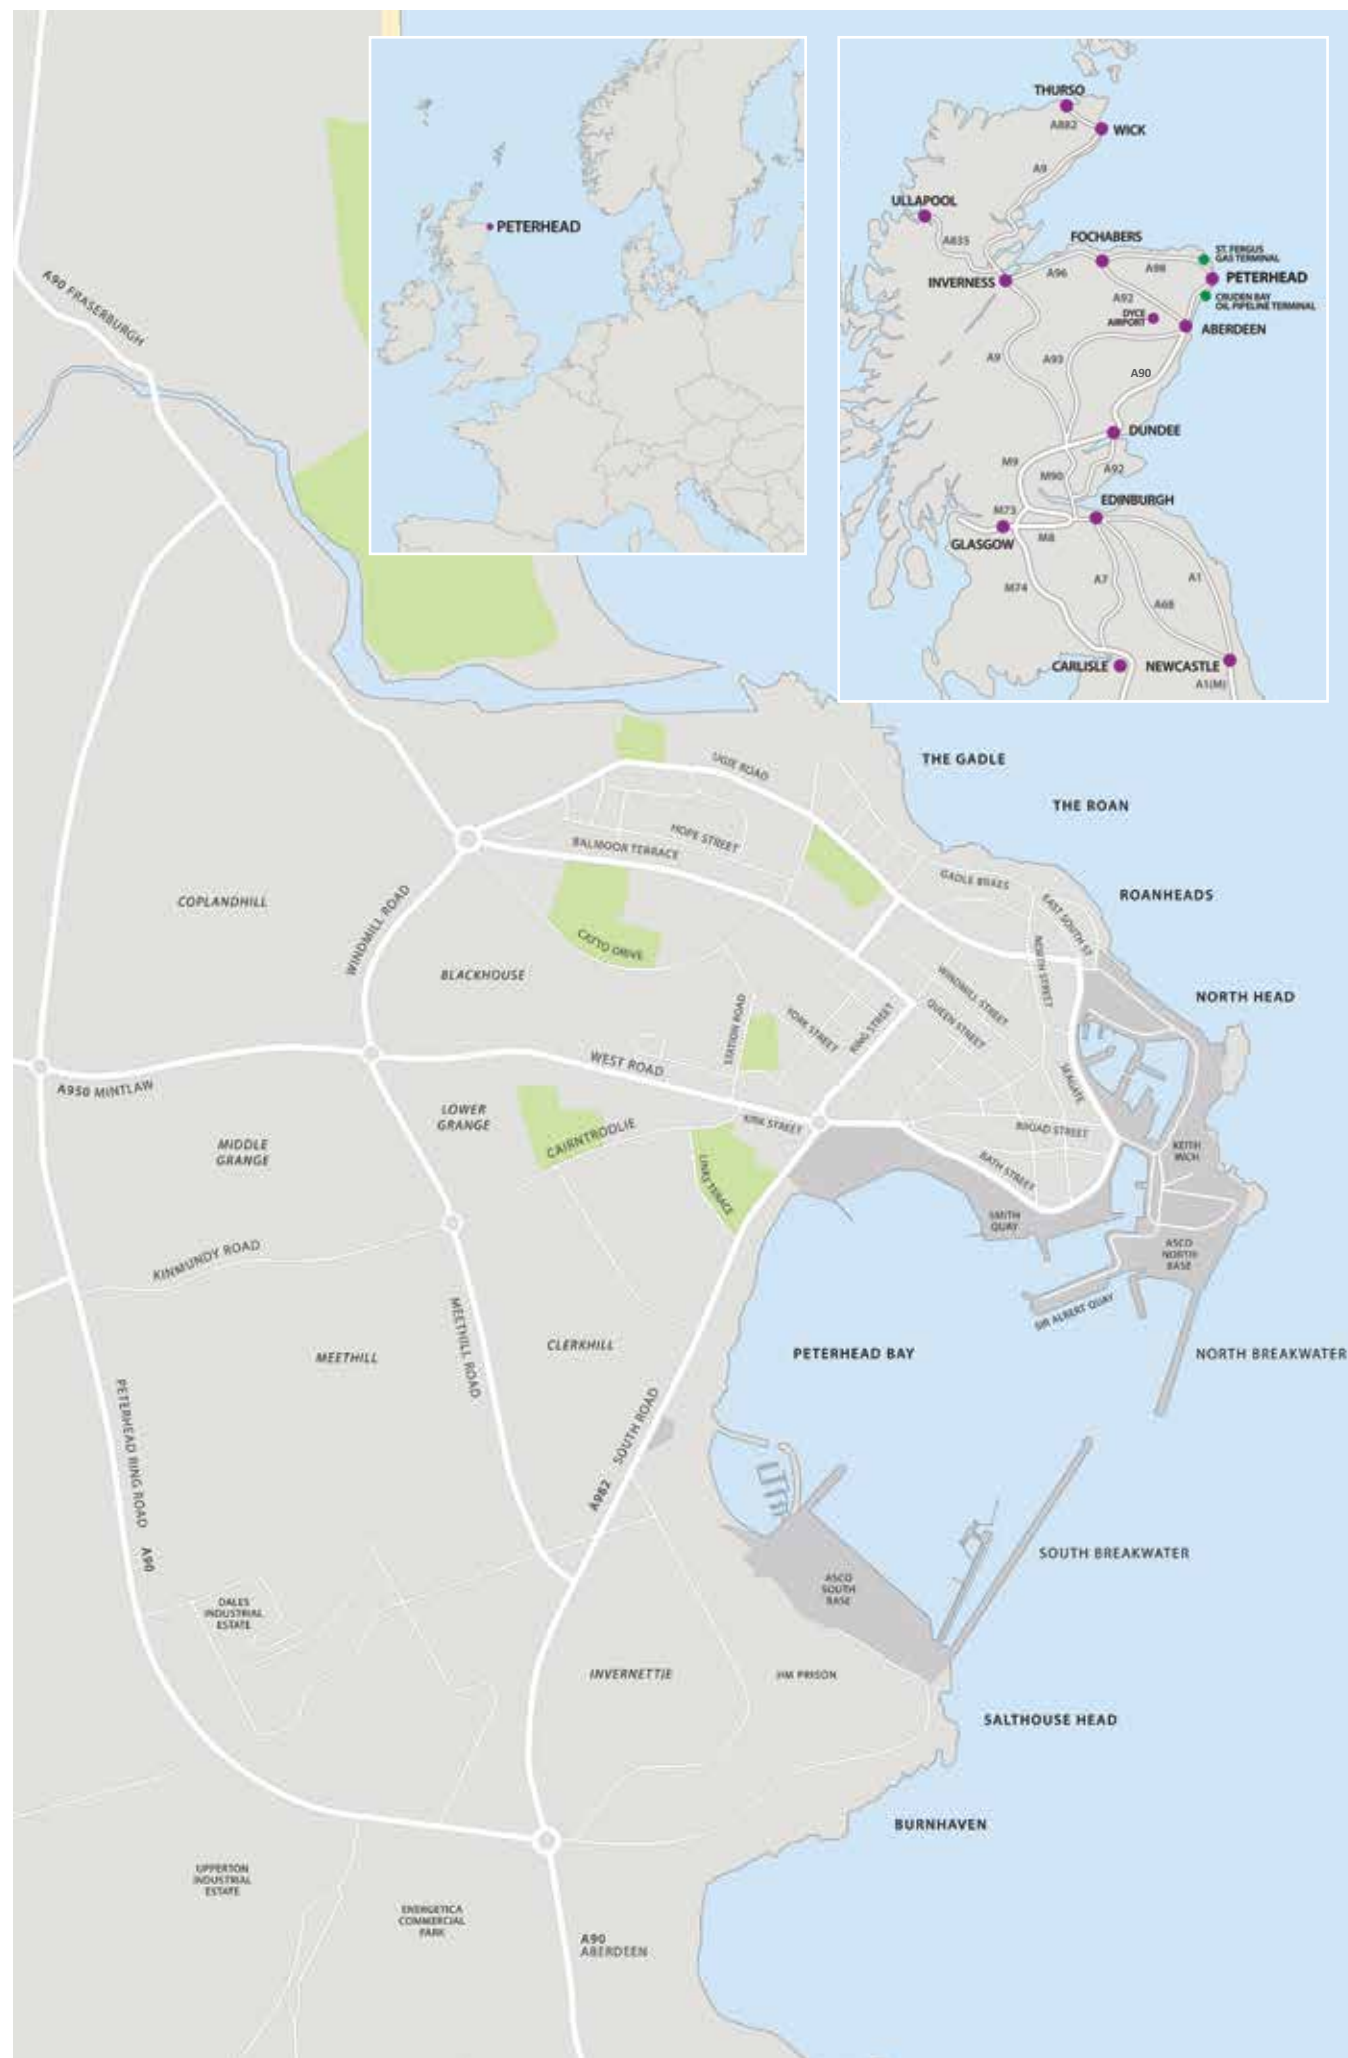 PETERHEAD
THURSO
A882
WICK
A9
ULLAPOOL
A835
FOCHABERS
ST. FERGUS
GAS TERMINAL
A98
A96
INVERNESS
PETERHEAD
CRUDEN BAY
OIL PIPELINE TERMINAL
A92
DYCE
AIRPORT
ABERDEEN
A9
A93
A90
DUNDEE
M9
M90
A92
EDINBURGH
M73
GLASGOW
M8
M74
A7
A1
A68
CARLISLE
NEWCASTLE
A1(M)
A90 FRASERBURGH
THE GADLE
UGIE ROAD
THE ROAN
HOPE STREET
BALMOOR TERRACE
GADLE BRAES
ROANHEADS
COPLANDHILL
WINDMILL ROAD
EAST SOUTH ST
CATTO DRIVE
BLACKHOUSE
NORTH STREET
WINDMILL STREET
NORTH HEAD
QUEEN STREET
STATION ROAD
YORK STREET
KING STREET
WEST ROAD
SEAGATE
A950 MINTLAW
LOWER
GRANGE
KIRK STREET
BROAD STREET
CAIRNTRODLIE
MIDDLE
GRANGE
KEITH
INCH
BATH STREET
LINKS TERACE
SMITH
QUAY
KINMUNDY ROAD
ASCO
NORTH
BASE
SIR ALBERT QUAY
MEETHILL ROAD
CLERKHILL
MEETHILL
PETERHEAD BAY
NORTH BREAKWATER
PETERHEAD RING ROAD A90
A982 SOUTH ROAD
SOUTH BREAKWATER
ASCO
SOUTH
BASE
DALES
INDUSTRIAL
ESTATE
INVERNETTIE
HM PRISON
SALTHOUSE HEAD
BURNHAVEN
UPPERTON
INDUSTRIAL
ESTATE
ENERGETICA
COMMERCIAL
PARK
A90
ABERDEEN